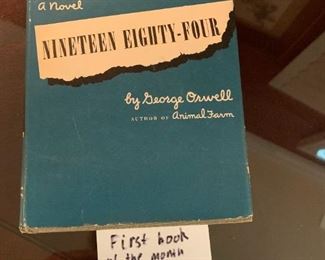 a Novel
NINETEEN EIGHTY-FOUR
by George Orwell
AUTHOR OF Animal Farm
First book
of the month